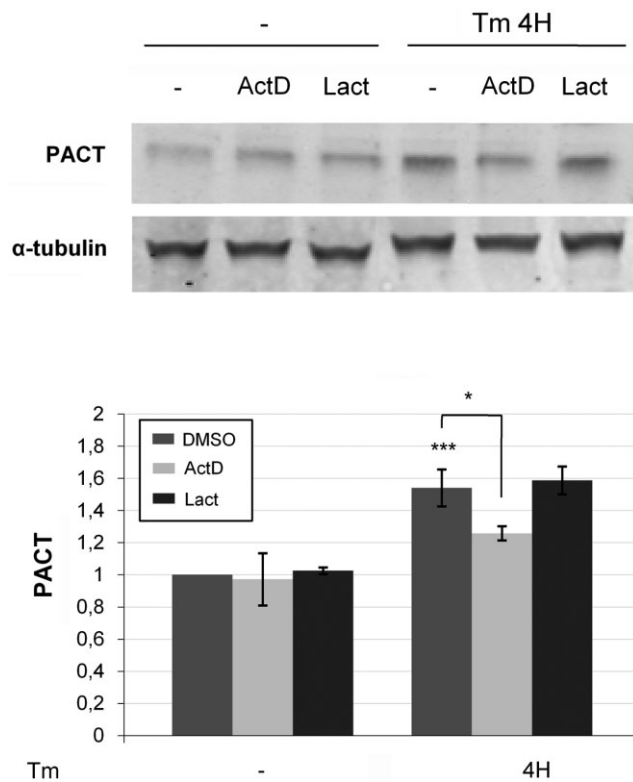 - Tm 4H
- ActD Lact - ActD Lact
PACT
α-tubulin
*
***
2
1,8
1,6
1,4
1,2
1
0,8
0,6
0,4
0,2
0
PACT
DMSO
ActD
Lact
Tm - 4H